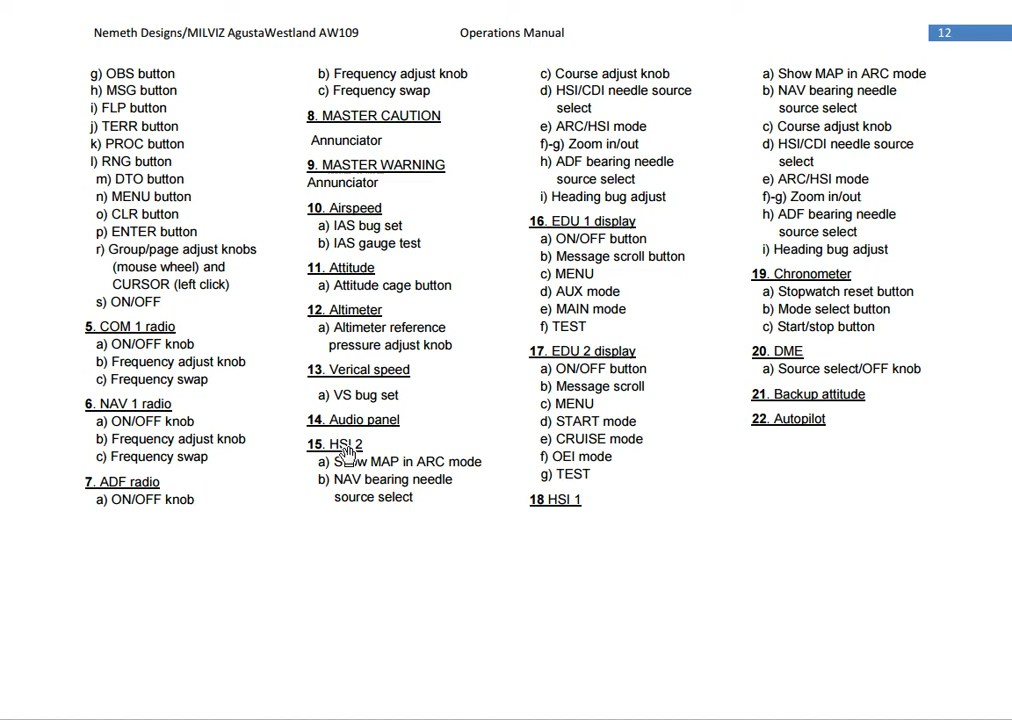 Nemeth Designs/MILVIZ AgustaWestland AW109
Operations Manual
12
g) OBS button
h) MSG button
i) FLP button
j) TERR button
k) PROC button
l) RNG button
m) DTO button
n) MENU button
o) CLR button
p) ENTER button
r) Group/page adjust knobs
(mouse wheel) and
CURSOR (left click)
s) ON/OFF
5. COM 1 radio
a) ON/OFF knob
b) Frequency adjust knob
c) Frequency swap
6. NAV 1 radio
a) ON/OFF knob
b) Frequency adjust knob
c) Frequency swap
7. ADF radio
a) ON/OFF knob
b) Frequency adjust knob
c) Frequency swap
8. MASTER CAUTION
Annunciator
9. MASTER WARNING
Annunciator
10. Airspeed
a) IAS bug set
b) IAS gauge test
11. Attitude
a) Attitude cage button
12. Altimeter
a) Altimeter reference
pressure adjust knob
13. Verical speed
a) VS bug set
14. Audio panel
15. HSI 2
a) Show MAP in ARC mode
b) NAV bearing needle
source select
c) Course adjust knob
d) HSI/CDI needle source
select
e) ARC/HSI mode
f)-g) Zoom in/out
h) ADF bearing needle
source select
i) Heading bug adjust
16. EDU 1 display
a) ON/OFF button
b) Message scroll button
c) MENU
d) AUX mode
e) MAIN mode
f) TEST
17. EDU 2 display
a) ON/OFF button
b) Message scroll
c) MENU
d) START mode
e) CRUISE mode
f) OEI mode
g) TEST
18 HSI 1
a) Show MAP in ARC mode
b) NAV bearing needle
source select
c) Course adjust knob
d) HSI/CDI needle source
select
e) ARC/HSI mode
f)-g) Zoom in/out
h) ADF bearing needle
source select
i) Heading bug adjust
19. Chronometer
a) Stopwatch reset button
b) Mode select button
c) Start/stop button
20. DME
a) Source select/OFF knob
21. Backup attitude
22. Autopilot